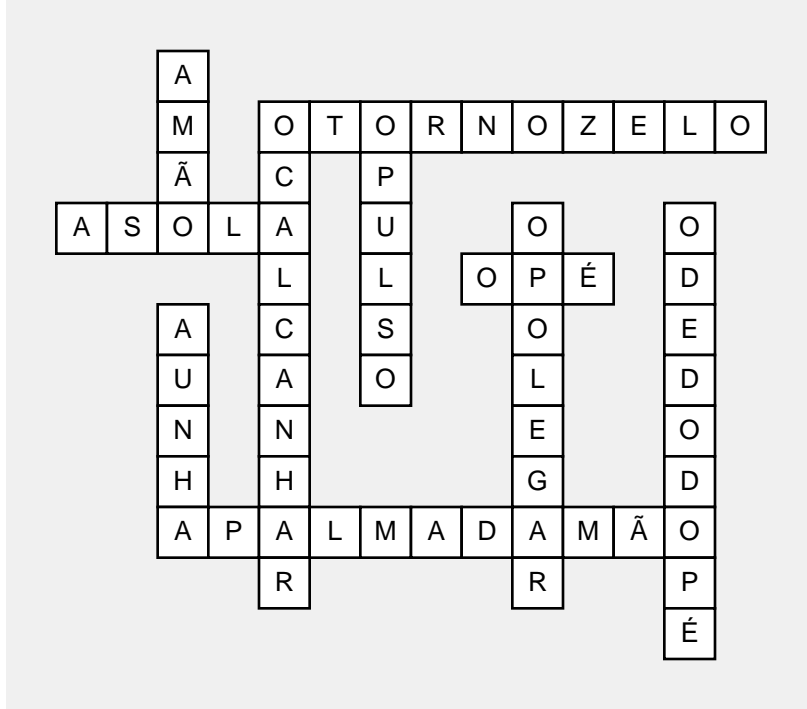 A
M O T O R N O Z E L O
Ã C P
A S O L A U O O
L L O P É D
A C S O E
U A O L D
N N E O
H H G D
A P A L M A D A M Ã O
R R P
É